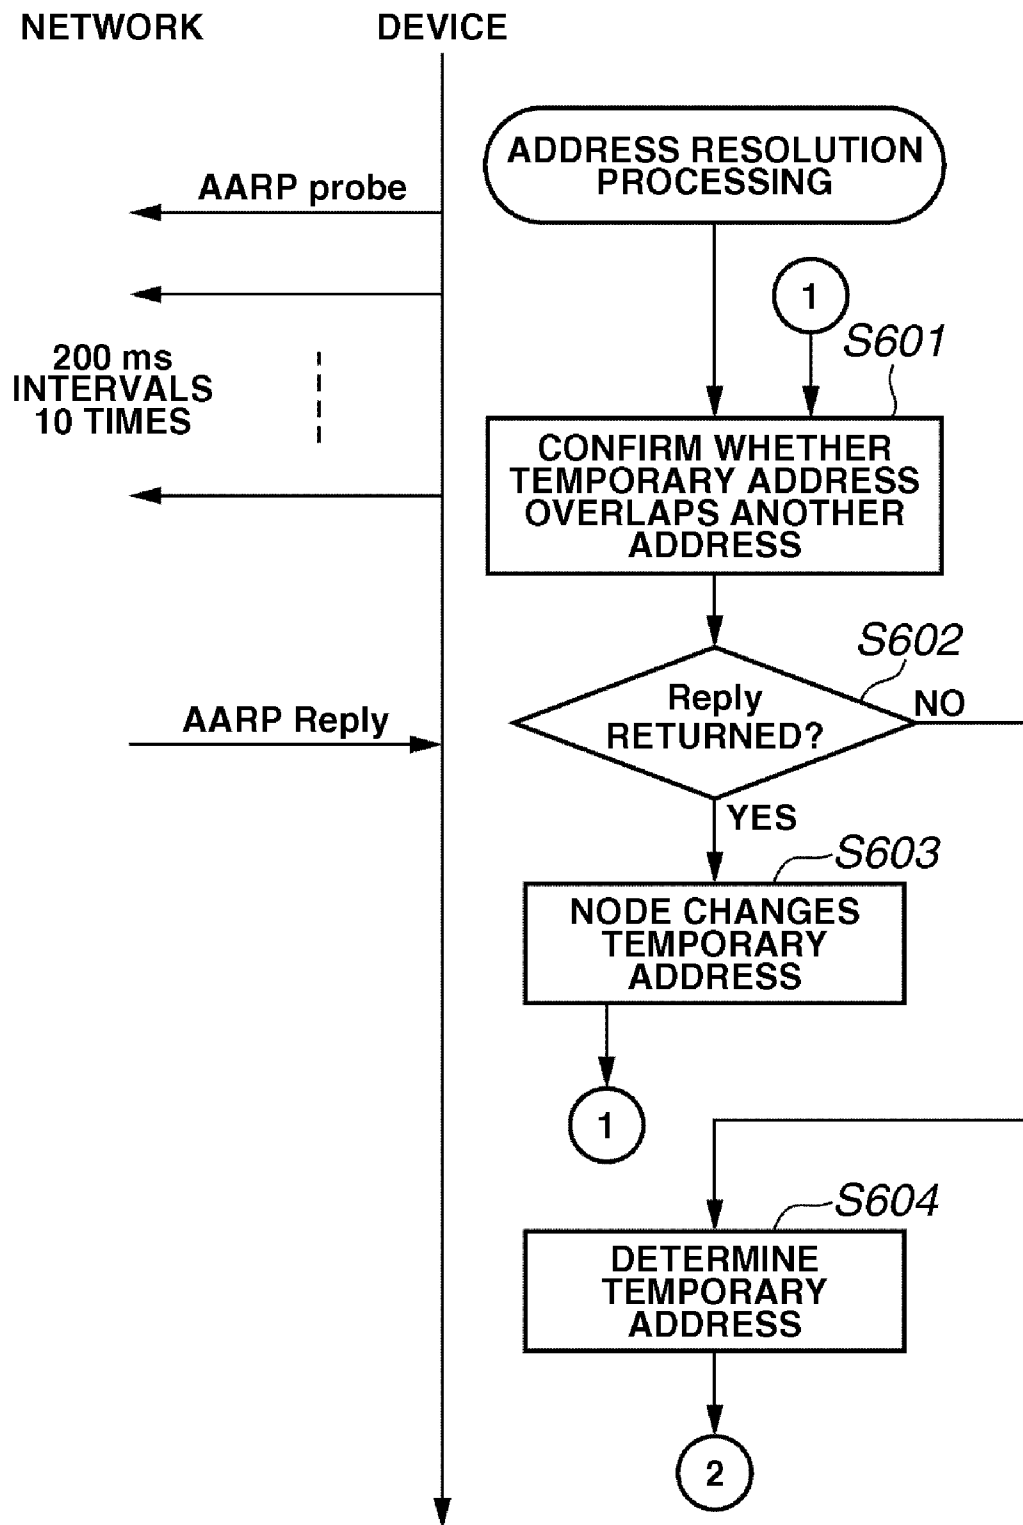 NETWORK
DEVICE
ADDRESS RESOLUTION
PROCESSING
AARP probe
1
S601
200 ms
INTERVALS
10 TIMES
CONFIRM WHETHER
TEMPORARY ADDRESS
OVERLAPS ANOTHER
ADDRESS
S602
Reply
RETURNED?
NO
AARP Reply
YES
S603
NODE CHANGES
TEMPORARY
ADDRESS
1
S604
DETERMINE
TEMPORARY
ADDRESS
2